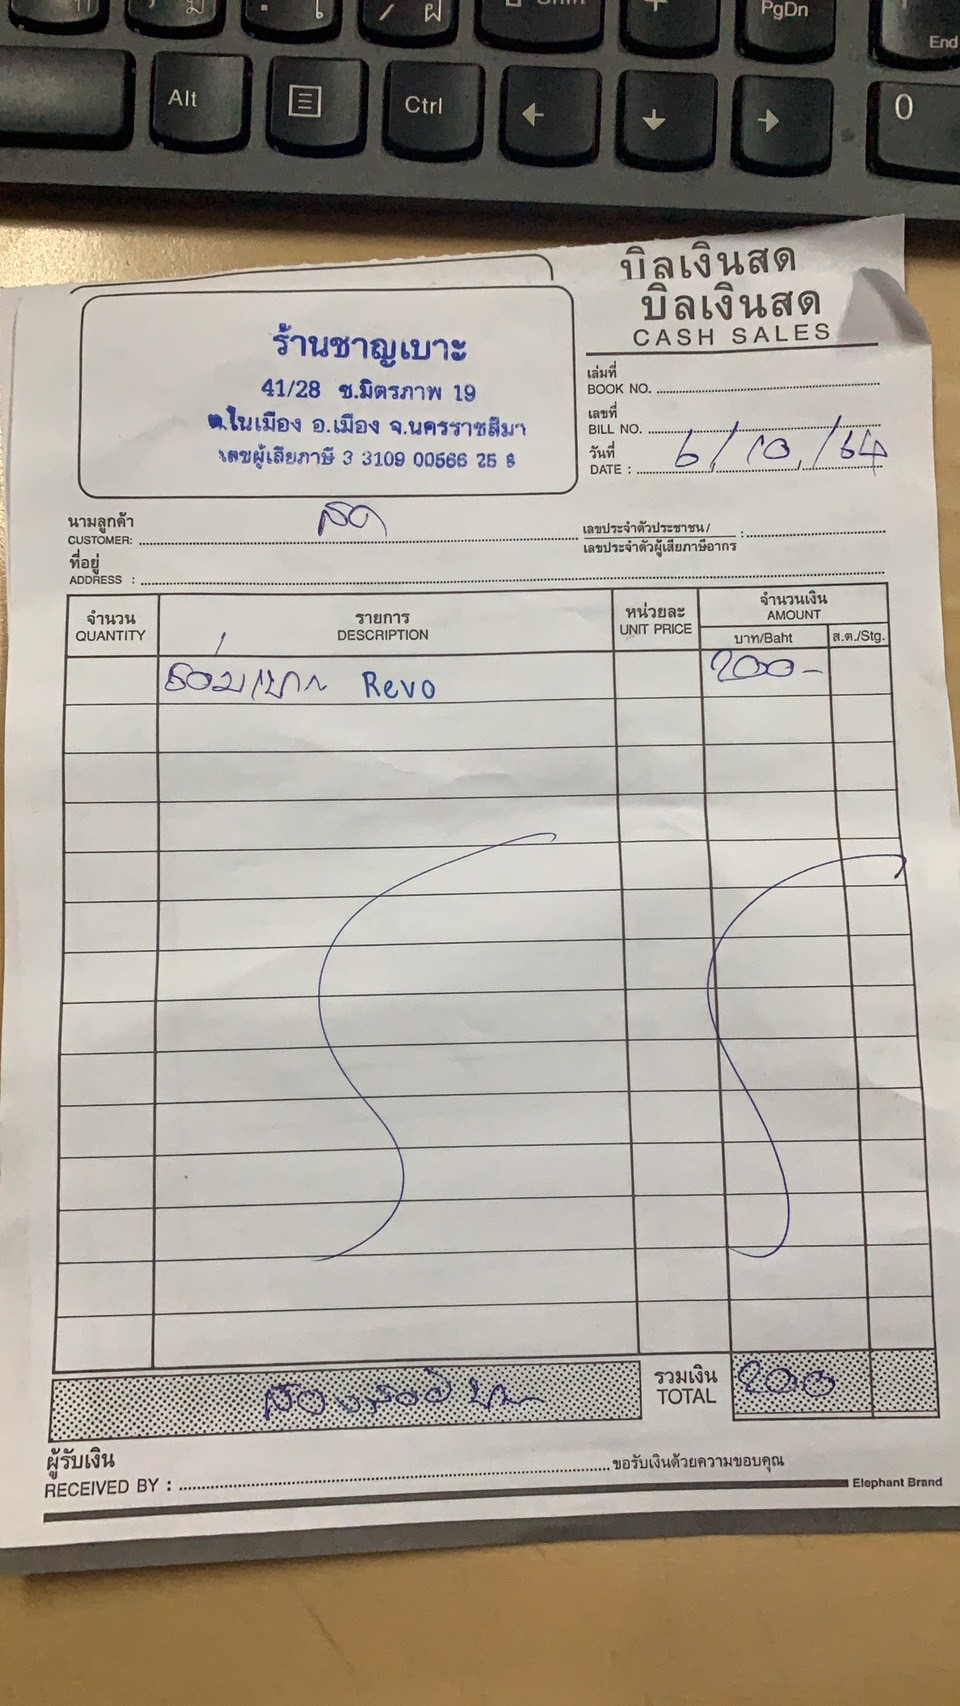 PgDn
End
Alt
Ctrl
0
บิลเงินสด
บิลเงินสด
CASH SALES
ร้านชาญเบาะ
41/28 ซ.มิตรภาพ 19
ต.ในเมือง อ.เมือง จ.นครราชสีมา
เลขผู้เสียภาษี 3 3109 00566 25 8
เล่มที่
BOOK NO.
เลขที่
BILL NO.
วันที่
DATE : 6/10/64
นามลูกค้า
CUSTOMER: สด
เลขประจำตัวประชาชน/
เลขประจำตัวผู้เสียภาษีอากร :
ที่อยู่
ADDRESS :
จำนวน
QUANTITY
รายการ
DESCRIPTION
หน่วยละ
UNIT PRICE
จำนวนเงิน
AMOUNT
บาท/Baht
ส.ต./Stg.
Revo 200-
รวมเงิน
TOTAL
สองร้อยบาท 200
ผู้รับเงิน
RECEIVED BY :
ขอรับเงินด้วยความขอบคุณ
Elephant Brand